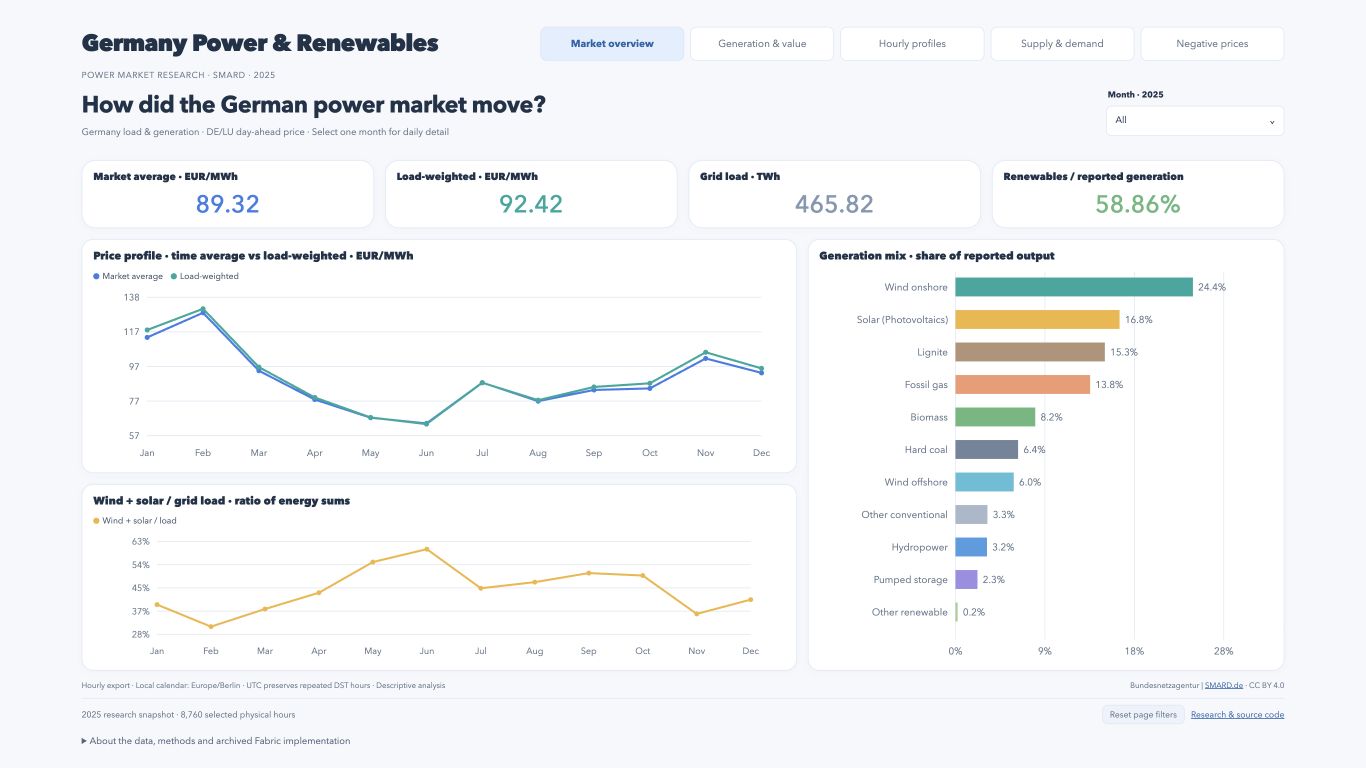 Germany Power & Renewables
Market overview
Generation & value
Hourly profiles
Supply & demand
Negative prices
POWER MARKET RESEARCH · SMARD · 2025
How did the German power market move?
Germany load & generation · DE/LU day-ahead price · Select one month for daily detail
Month · 2025
All
Market average · EUR/MWh
89.32
Load-weighted · EUR/MWh
92.42
Grid load · TWh
465.82
Renewables / reported generation
58.86%
Price profile · time average vs load-weighted · EUR/MWh
Market average
Load-weighted
138
117
97
77
57
Jan Feb Mar Apr May Jun Jul Aug Sep Oct Nov Dec
Wind + solar / grid load · ratio of energy sums
Wind + solar / load
63%
54%
45%
37%
28%
Jan Feb Mar Apr May Jun Jul Aug Sep Oct Nov Dec
Generation mix · share of reported output
Wind onshore 24.4%
Solar (Photovoltaics) 16.8%
Lignite 15.3%
Fossil gas 13.8%
Biomass 8.2%
Hard coal 6.4%
Wind offshore 6.0%
Other conventional 3.3%
Hydropower 3.2%
Pumped storage 2.3%
Other renewable 0.2%
0% 9% 18% 28%
Hourly export · Local calendar: Europe/Berlin · UTC preserves repeated DST hours · Descriptive analysis
Bundesnetzagentur | SMARD.de · CC BY 4.0
2025 research snapshot · 8,760 selected physical hours
Reset page filters
Research & source code
▶ About the data, methods and archived Fabric implementation